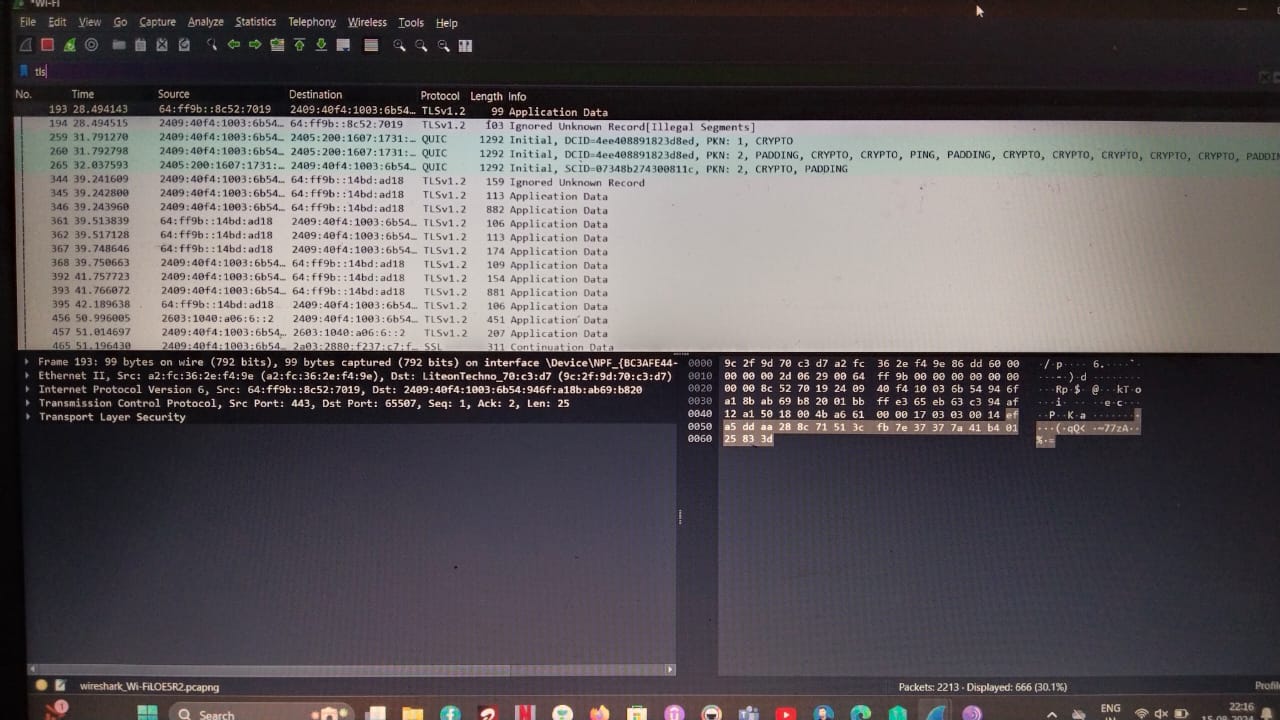 *Wi-Fi
File Edit View Go Capture Analyze Statistics Telephony Wireless Tools Help
tls
No. Time Source Destination Protocol Length Info
193 28.494143 64:ff9b::8c52:7019 2409:40f4:1003:6b54… TLSv1.2 99 Application Data
194 28.494515 2409:40f4:1003:6b54… 64:ff9b::8c52:7019 TLSv1.2 103 Ignored Unknown Record[Illegal Segments]
259 31.791270 2409:40f4:1003:6b54… 2405:200:1607:1731:… QUIC 1292 Initial, DCID=4ee408891823d8ed, PKN: 1, CRYPTO
260 31.792798 2409:40f4:1003:6b54… 2405:200:1607:1731:… QUIC 1292 Initial, DCID=4ee408891823d8ed, PKN: 2, PADDING, CRYPTO, CRYPTO, PING, PADDING, CRYPTO, CRYPTO, CRYPTO, CRYPTO, CRYPTO, PADDIN
265 32.037593 2405:200:1607:1731:… 2409:40f4:1003:6b54… QUIC 1292 Initial, SCID=07348b274300811c, PKN: 2, CRYPTO, PADDING
344 39.241609 2409:40f4:1003:6b54… 64:ff9b::14bd:ad18 TLSv1.2 159 Ignored Unknown Record
345 39.242800 2409:40f4:1003:6b54… 64:ff9b::14bd:ad18 TLSv1.2 113 Application Data
346 39.243960 2409:40f4:1003:6b54… 64:ff9b::14bd:ad18 TLSv1.2 882 Application Data
361 39.513839 64:ff9b::14bd:ad18 2409:40f4:1003:6b54… TLSv1.2 106 Application Data
362 39.517128 64:ff9b::14bd:ad18 2409:40f4:1003:6b54… TLSv1.2 113 Application Data
367 39.748646 64:ff9b::14bd:ad18 2409:40f4:1003:6b54… TLSv1.2 174 Application Data
368 39.750663 2409:40f4:1003:6b54… 64:ff9b::14bd:ad18 TLSv1.2 109 Application Data
392 41.757723 2409:40f4:1003:6b54… 64:ff9b::14bd:ad18 TLSv1.2 154 Application Data
393 41.766072 2409:40f4:1003:6b54… 64:ff9b::14bd:ad18 TLSv1.2 881 Application Data
395 42.189638 64:ff9b::14bd:ad18 2409:40f4:1003:6b54… TLSv1.2 106 Application Data
456 50.996005 2603:1040:a06:6::2 2409:40f4:1003:6b54… TLSv1.2 451 Application Data
457 51.014697 2409:40f4:1003:6b54… 2603:1040:a06:6::2 TLSv1.2 207 Application Data
465 51.196430 2409:40f4:1003:6b54… 2a03:2880:f237:c7:f… SSL 311 Continuation Data
Frame 193: 99 bytes on wire (792 bits), 99 bytes captured (792 bits) on interface \Device\NPF_{BC3AFE44-
Ethernet II, Src: a2:fc:36:2e:f4:9e (a2:fc:36:2e:f4:9e), Dst: LiteonTechno_70:c3:d7 (9c:2f:9d:70:c3:d7)
Internet Protocol Version 6, Src: 64:ff9b::8c52:7019, Dst: 2409:40f4:1003:6b54:946f:a18b:ab69:b820
Transmission Control Protocol, Src Port: 443, Dst Port: 65507, Seq: 1, Ack: 2, Len: 25
Transport Layer Security
0000 9c 2f 9d 70 c3 d7 a2 fc 36 2e f4 9e 86 dd 60 00
0010 00 00 00 2d 06 29 00 64 ff 9b 00 00 00 00 00 00
0020 00 00 8c 52 70 19 24 09 40 f4 10 03 6b 54 94 6f
0030 a1 8b ab 69 b8 20 01 bb ff e3 65 eb 63 c3 94 af
0040 12 a1 50 18 00 4b a6 61 00 00 17 03 03 00 14 ef
0050 a5 dd aa 28 8c 71 51 3c fb 7e 37 37 7a 41 b4 01
0060 25 83 3d
wireshark_Wi-FiLOE5R2.pcapng
Packets: 2213 · Displayed: 666 (30.1%)
Profil
1
Search
ENG
IN
22:16
15-08-2024